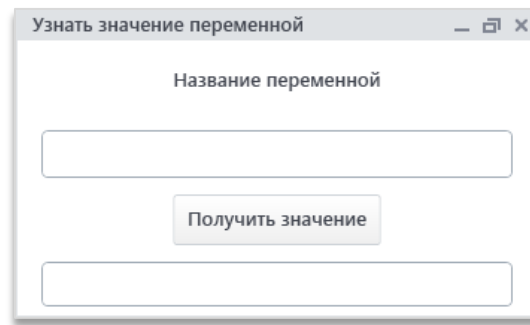 Узнать значение переменной
Название переменной
Получить значение